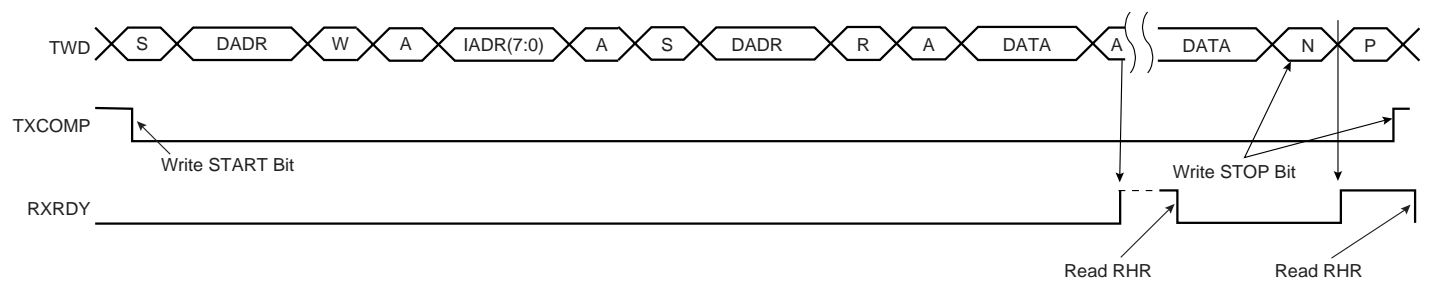 TWD S DADR W A IADR(7:0) A S DADR R A DATA A DATA N P
TXCOMP
Write START Bit
Write STOP Bit
RXRDY
Read RHR Read RHR